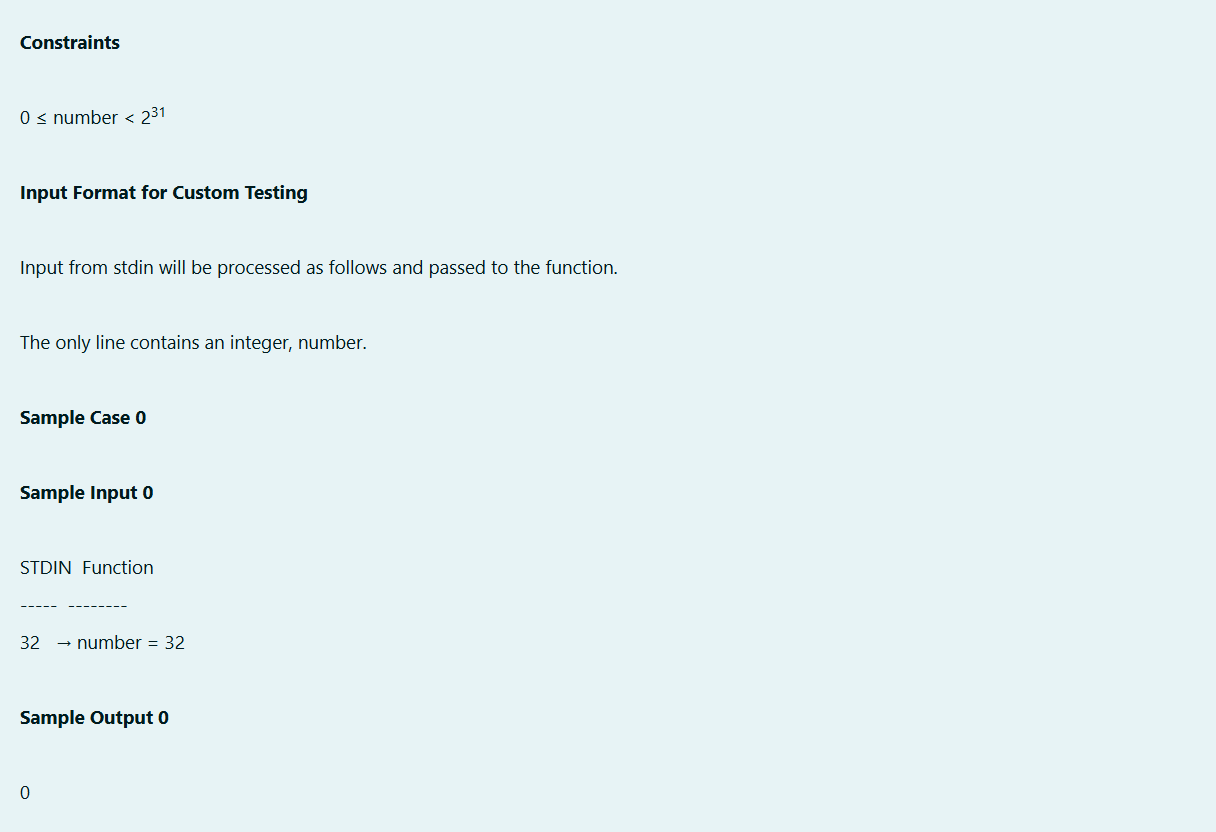 Constraints
0 ≤ number < 2³¹
Input Format for Custom Testing
Input from stdin will be processed as follows and passed to the function.
The only line contains an integer, number.
Sample Case 0
Sample Input 0
STDIN  Function
-----  --------
32   → number = 32
Sample Output 0
0